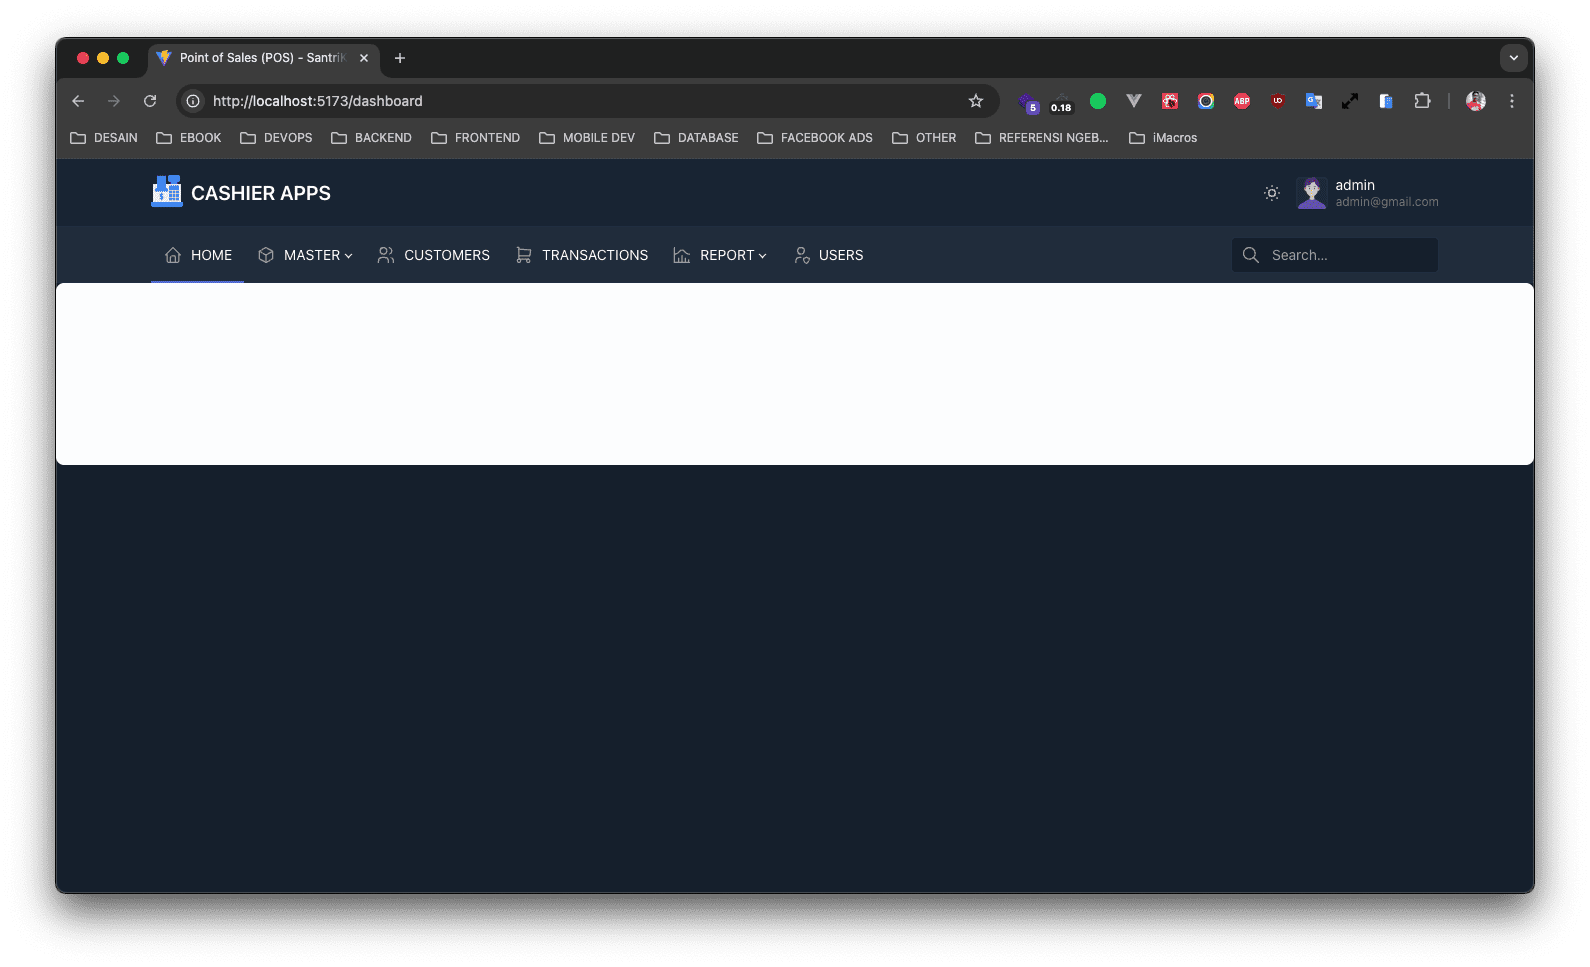 Point of Sales (POS) - SantriK
http://localhost:5173/dashboard
5
0.18
ABP
UD
G
DESAIN
EBOOK
DEVOPS
BACKEND
FRONTEND
MOBILE DEV
DATABASE
FACEBOOK ADS
OTHER
REFERENSI NGEB...
iMacros
CASHIER APPS
admin
admin@gmail.com
HOME
MASTER
CUSTOMERS
TRANSACTIONS
REPORT
USERS
Search...